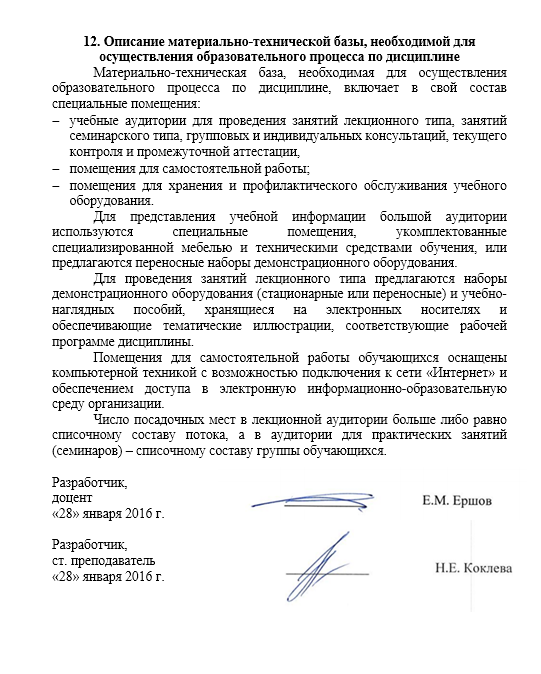 12. Описание материально-технической базы, необходимой для
осуществления образовательного процесса по дисциплине
Материально-техническая база, необходимая для осуществления
образовательного процесса по дисциплине, включает в свой состав
специальные помещения:
– учебные аудитории для проведения занятий лекционного типа, занятий
семинарского типа, групповых и индивидуальных консультаций, текущего
контроля и промежуточной аттестации,
– помещения для самостоятельной работы;
– помещения для хранения и профилактического обслуживания учебного
оборудования.
Для представления учебной информации большой аудитории
используются специальные помещения, укомплектованные
специализированной мебелью и техническими средствами обучения, или
предлагаются переносные наборы демонстрационного оборудования.
Для проведения занятий лекционного типа предлагаются наборы
демонстрационного оборудования (стационарные или переносные) и учебно-
наглядных пособий, хранящиеся на электронных носителях и
обеспечивающие тематические иллюстрации, соответствующие рабочей
программе дисциплины.
Помещения для самостоятельной работы обучающихся оснащены
компьютерной техникой с возможностью подключения к сети «Интернет» и
обеспечением доступа в электронную информационно-образовательную
среду организации.
Число посадочных мест в лекционной аудитории больше либо равно
списочному составу потока, а в аудитории для практических занятий
(семинаров) – списочному составу группы обучающихся.
Разработчик,
доцент Е.М. Ершов
«28» января 2016 г.
Разработчик,
ст. преподаватель Н.Е. Коклева
«28» января 2016 г.